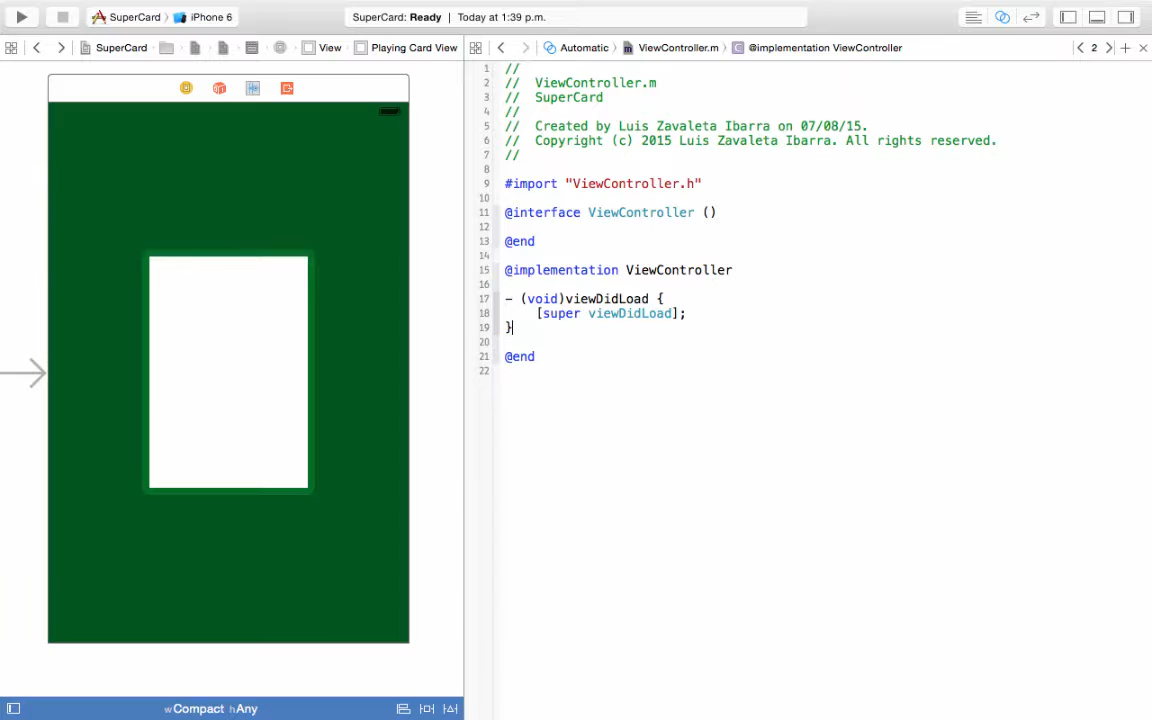 SuperCard iPhone 6 SuperCard: Ready | Today at 1:39 p.m.
SuperCard View Playing Card View Automatic ViewController.m @implementation ViewController 2
1 //
2 //  ViewController.m
3 //  SuperCard
4 //
5 //  Created by Luis Zavaleta Ibarra on 07/08/15.
6 //  Copyright (c) 2015 Luis Zavaleta Ibarra. All rights reserved.
7 //
8
9 #import "ViewController.h"
10
11 @interface ViewController ()
12
13 @end
14
15 @implementation ViewController
16
17 - (void)viewDidLoad {
18     [super viewDidLoad];
19 }
20
21 @end
22
wCompact hAny